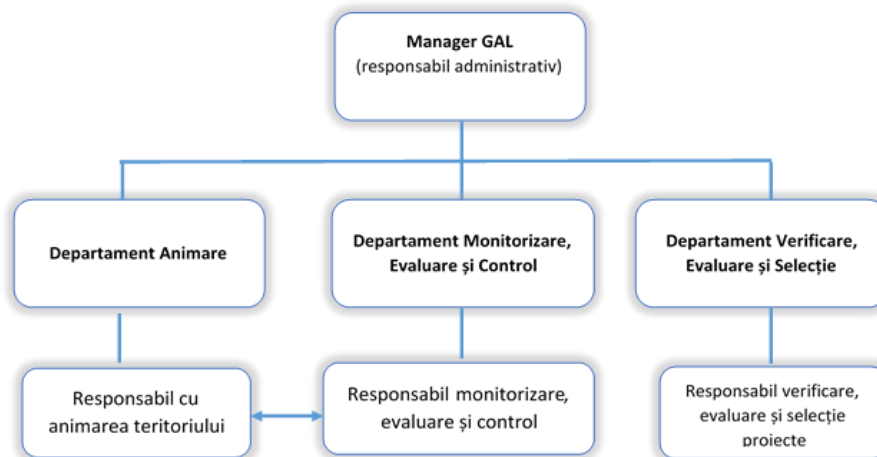 Manager GAL
(responsabil administrativ)
Departament Animare
Departament Monitorizare,
Evaluare și Control
Departament Verificare,
Evaluare și Selecție
Responsabil cu
animarea teritoriului
Responsabil monitorizare,
evaluare și control
Responsabil verificare,
evaluare și selecție
proiecte